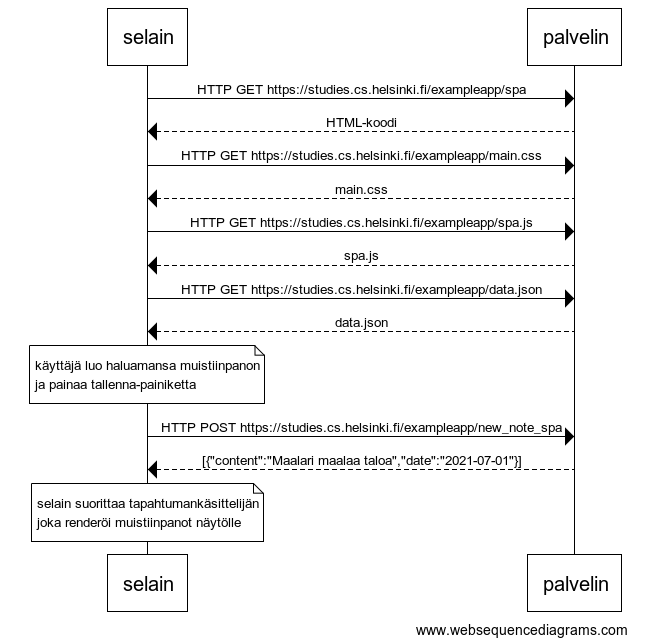 selain palvelin
HTTP GET https://studies.cs.helsinki.fi/exampleapp/spa
HTML-koodi
HTTP GET https://studies.cs.helsinki.fi/exampleapp/main.css
main.css
HTTP GET https://studies.cs.helsinki.fi/exampleapp/spa.js
spa.js
HTTP GET https://studies.cs.helsinki.fi/exampleapp/data.json
data.json
käyttäjä luo haluamansa muistiinpanon
ja painaa tallenna-painiketta
HTTP POST https://studies.cs.helsinki.fi/exampleapp/new_note_spa
[{"content":"Maalari maalaa taloa","date":"2021-07-01"}]
selain suorittaa tapahtumankäsittelijän
joka renderöi muistiinpanot näytölle
selain palvelin
www.websequencediagrams.com